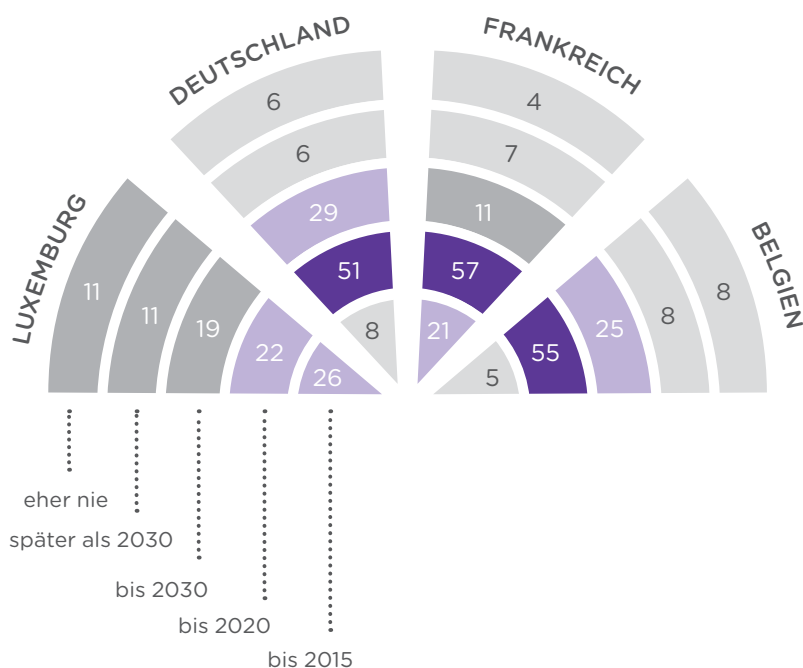 DEUTSCHLAND
FRANKREICH
LUXEMBURG
BELGIEN
6
6
29
51
8
4
7
11
57
21
11
11
19
22
26
5
55
25
8
8
eher nie
später als 2030
bis 2030
bis 2020
bis 2015